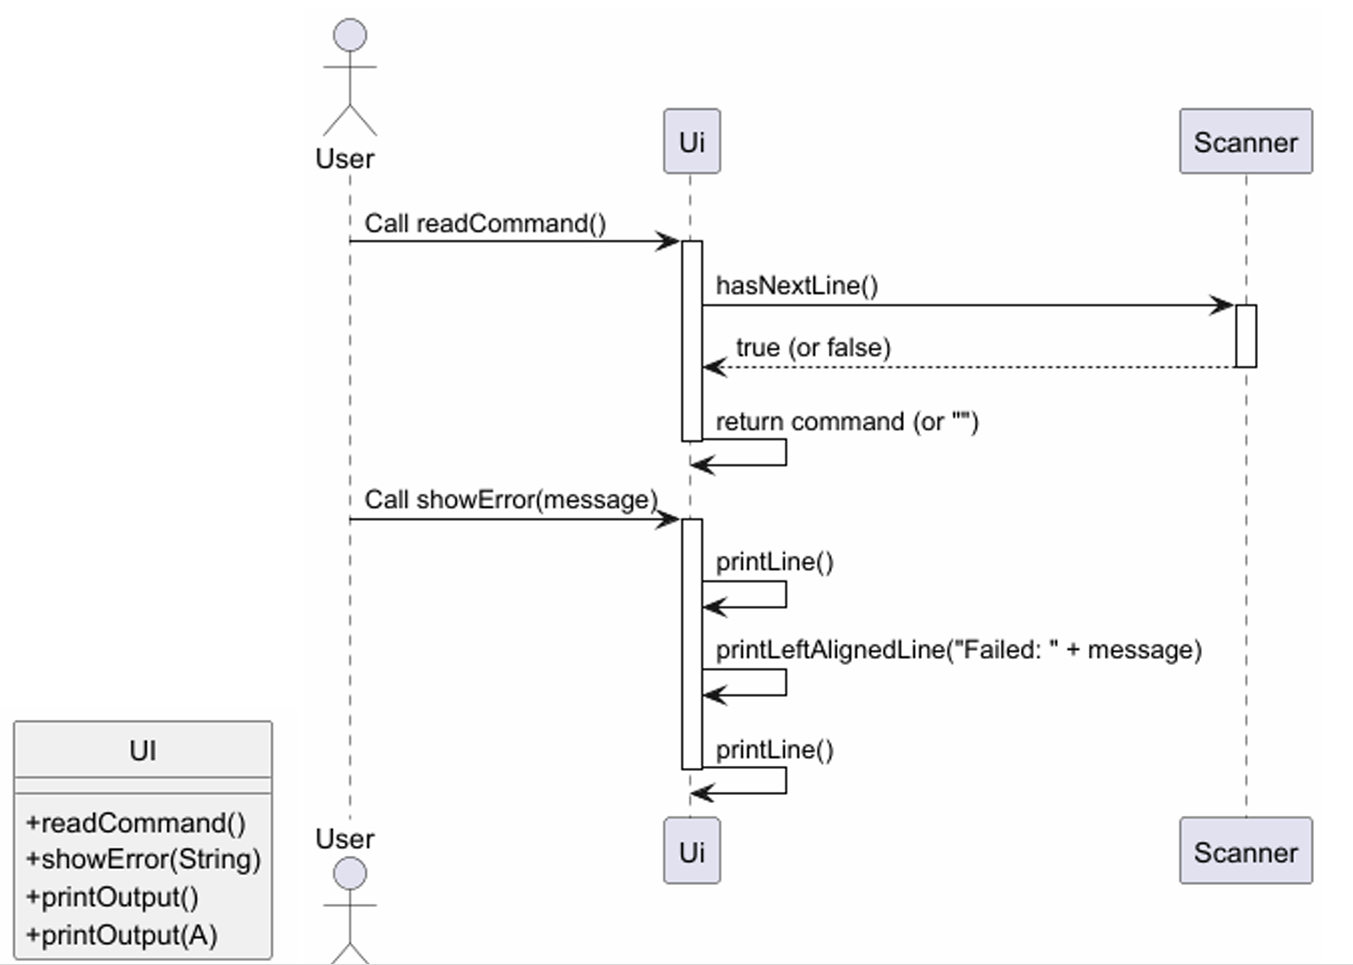 User
Ui
Scanner
Call readCommand()
hasNextLine()
true (or false)
return command (or "")
Call showError(message)
printLine()
printLeftAlignedLine("Failed: " + message)
printLine()
User
Ui
Scanner
UI
+readCommand()
+showError(String)
+printOutput()
+printOutput(A)